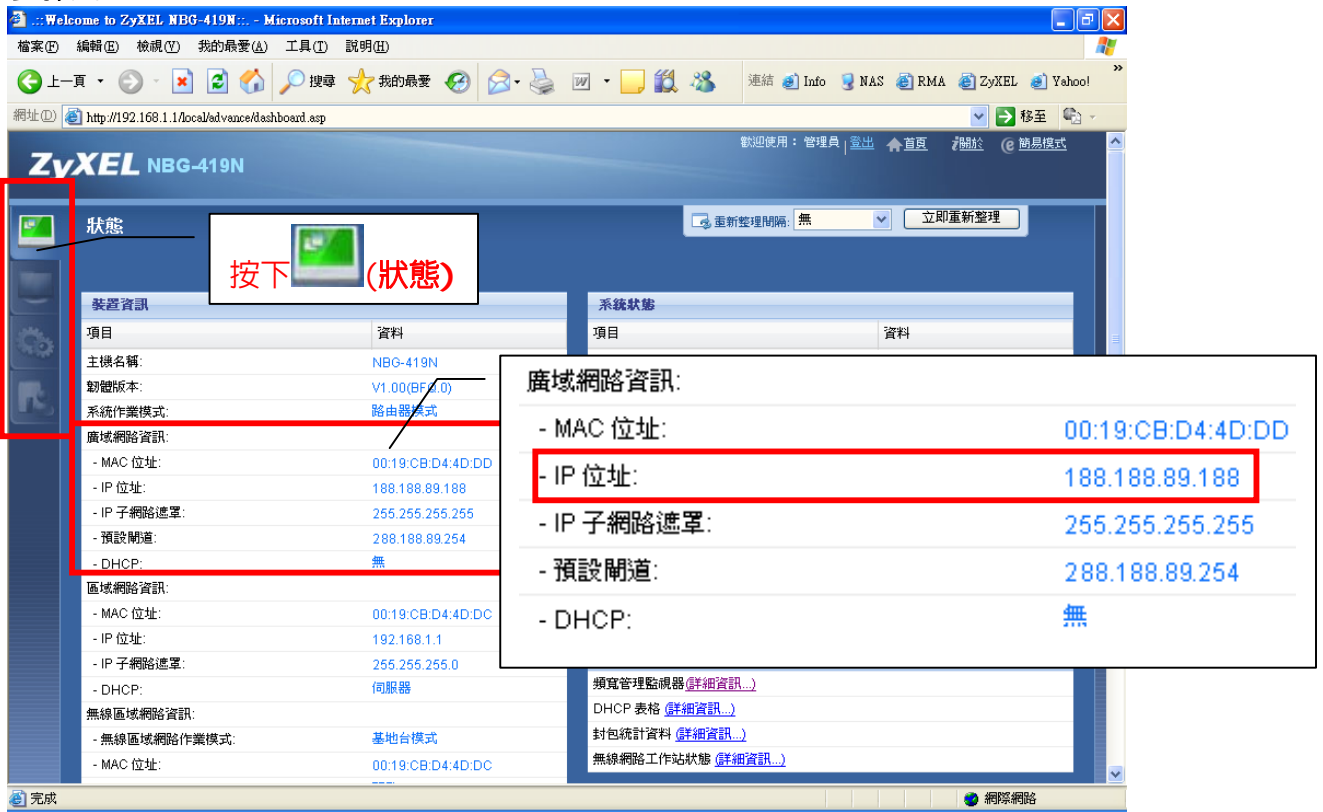 .::Welcome to ZyXEL NBG-419N::. - Microsoft Internet Explorer
檔案(F) 編輯(E) 檢視(V) 我的最愛(A) 工具(T) 說明(H)
上一頁 搜尋 我的最愛 連結 Info NAS RMA ZyXEL Yahoo! »
網址(D) http://192.168.1.1/local/advance/dashboard.asp 移至
歡迎使用：管理員 | 登出 首頁 關於 簡易模式
ZyXEL NBG-419N
狀態
重新整理間隔: 無 立即重新整理
按下 (狀態)
裝置資訊
項目 資料
主機名稱: NBG-419N
韌體版本:
系統作業模式: 路由器模式
廣域網路資訊:
- MAC 位址: 00:19:CB:D4:4D:DD
- IP 位址: 188.188.89.188
- IP 子網路遮罩: 255.255.255.255
- 預設閘道: 288.188.89.254
- DHCP: 無
區域網路資訊:
- MAC 位址: 00:19:CB:D4:4D:DC
- IP 位址: 192.168.1.1
- IP 子網路遮罩: 255.255.255.0
- DHCP: 伺服器
無線區域網路資訊:
- 無線區域網路作業模式: 基地台模式
- MAC 位址: 00:19:CB:D4:4D:DC
系統狀態
項目 資料
廣域網路資訊:
- MAC 位址: 00:19:CB:D4:4D:DD
- IP 位址: 188.188.89.188
- IP 子網路遮罩: 255.255.255.255
- 預設閘道: 288.188.89.254
- DHCP: 無
頻寬管理監視器(詳細資訊...)
DHCP 表格 (詳細資訊...)
封包統計資料 (詳細資訊...)
無線網路工作站狀態 (詳細資訊...)
完成 網際網路